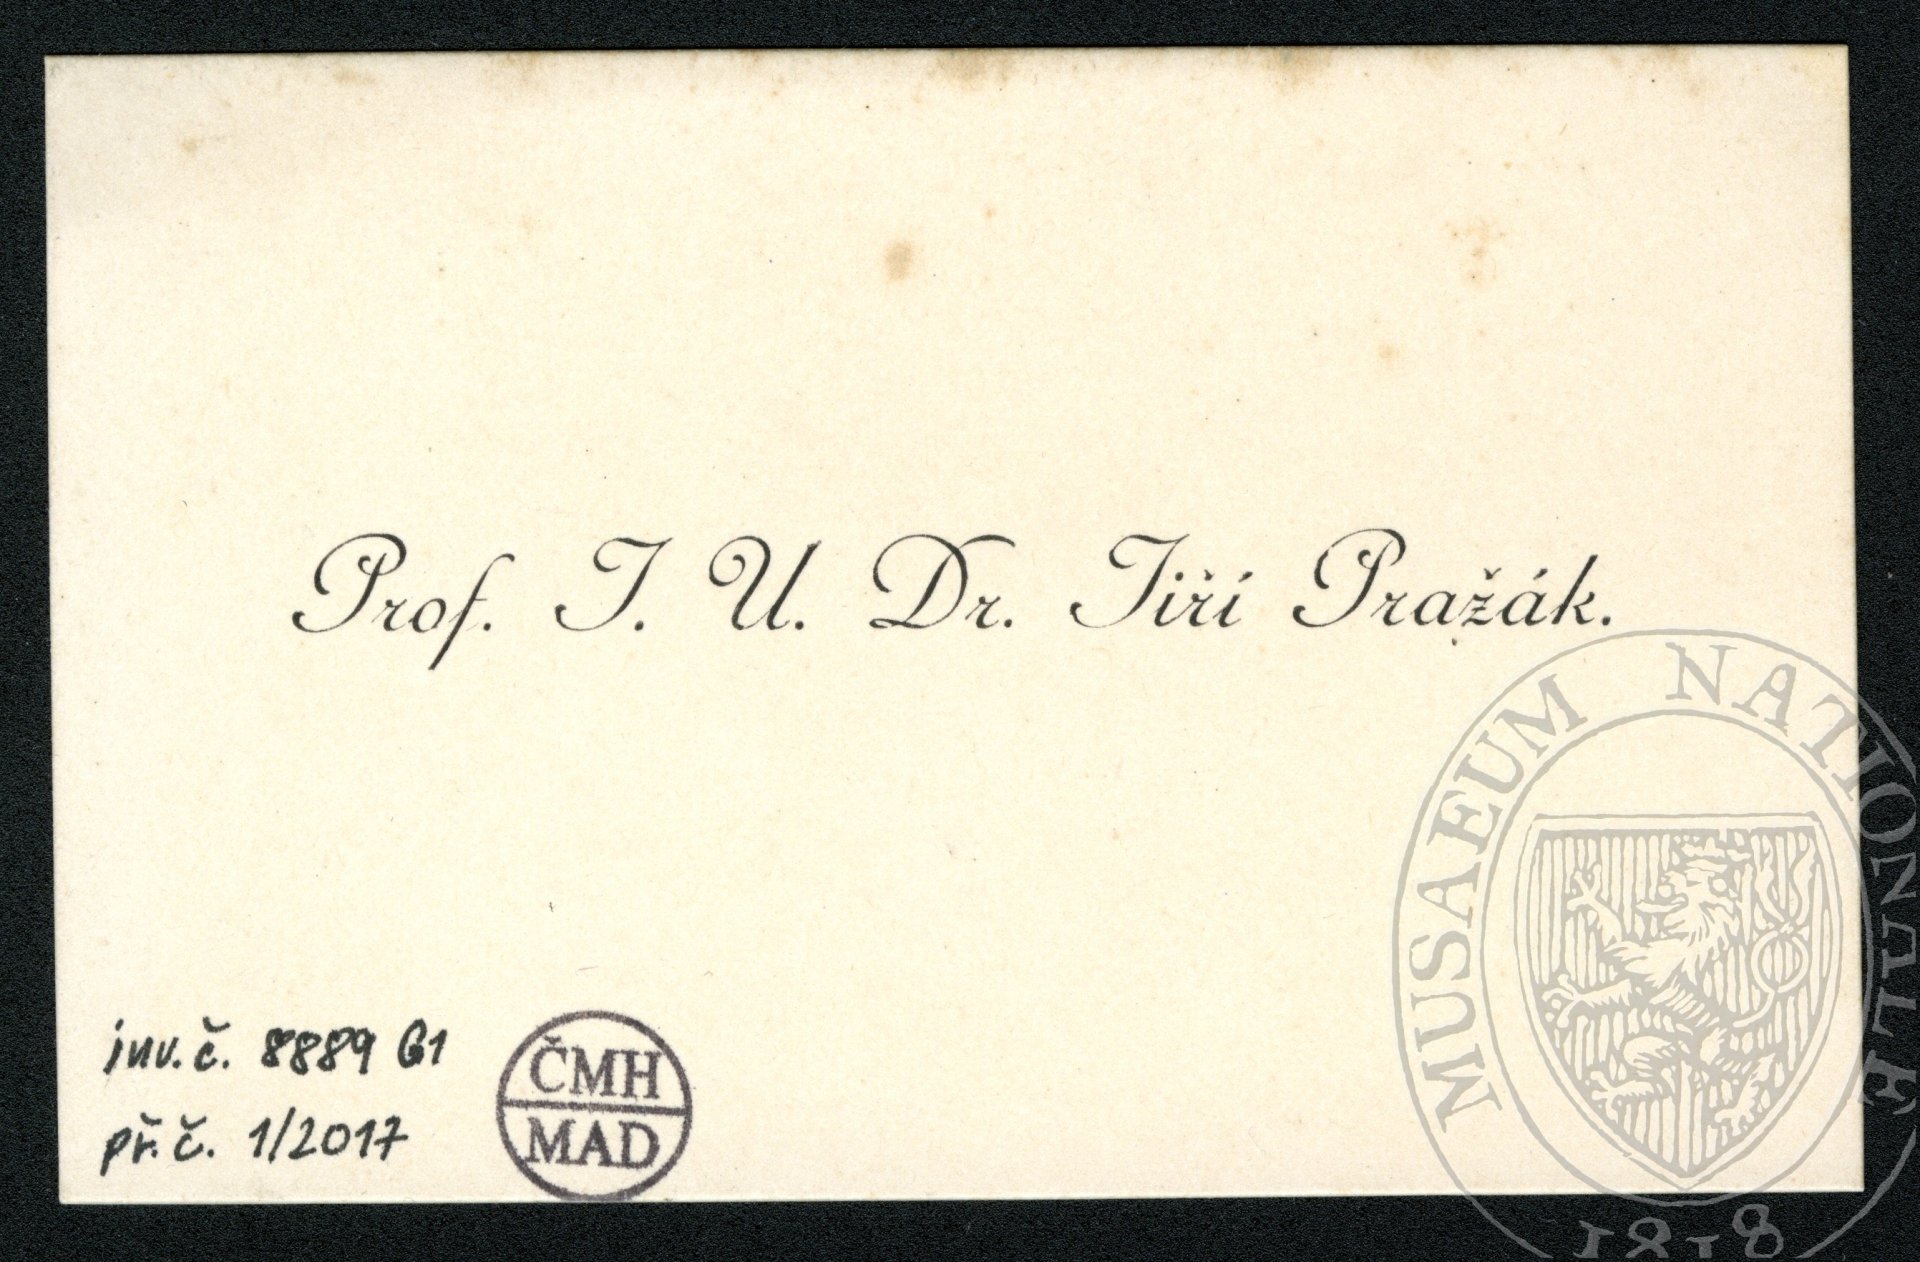 Prof. J. U. Dr. Jiří Pražák.
inv. č. 8889 G1
př. č. 1/2017
ČMH
MAD
MUSAEUM NATIONALE
1818